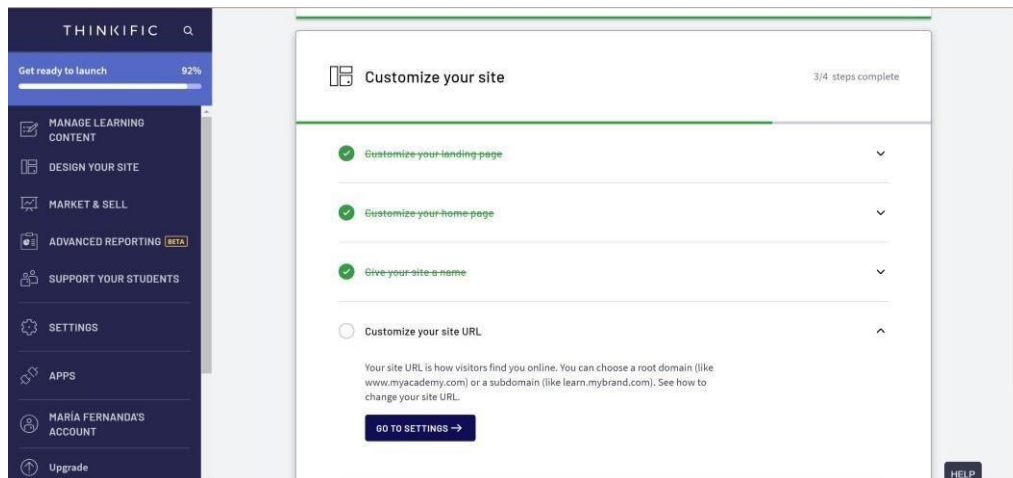 THINKIFIC
Get ready to launch 92%
MANAGE LEARNING
CONTENT
DESIGN YOUR SITE
MARKET & SELL
ADVANCED REPORTING BETA
SUPPORT YOUR STUDENTS
SETTINGS
APPS
MARÍA FERNANDA'S
ACCOUNT
Upgrade
Customize your site
3/4 steps complete
Customize your landing page
Customize your home page
Give your site a name
Customize your site URL
Your site URL is how visitors find you online. You can choose a root domain (like
www.myacademy.com) or a subdomain (like learn.mybrand.com). See how to
change your site URL.
GO TO SETTINGS →
HELP